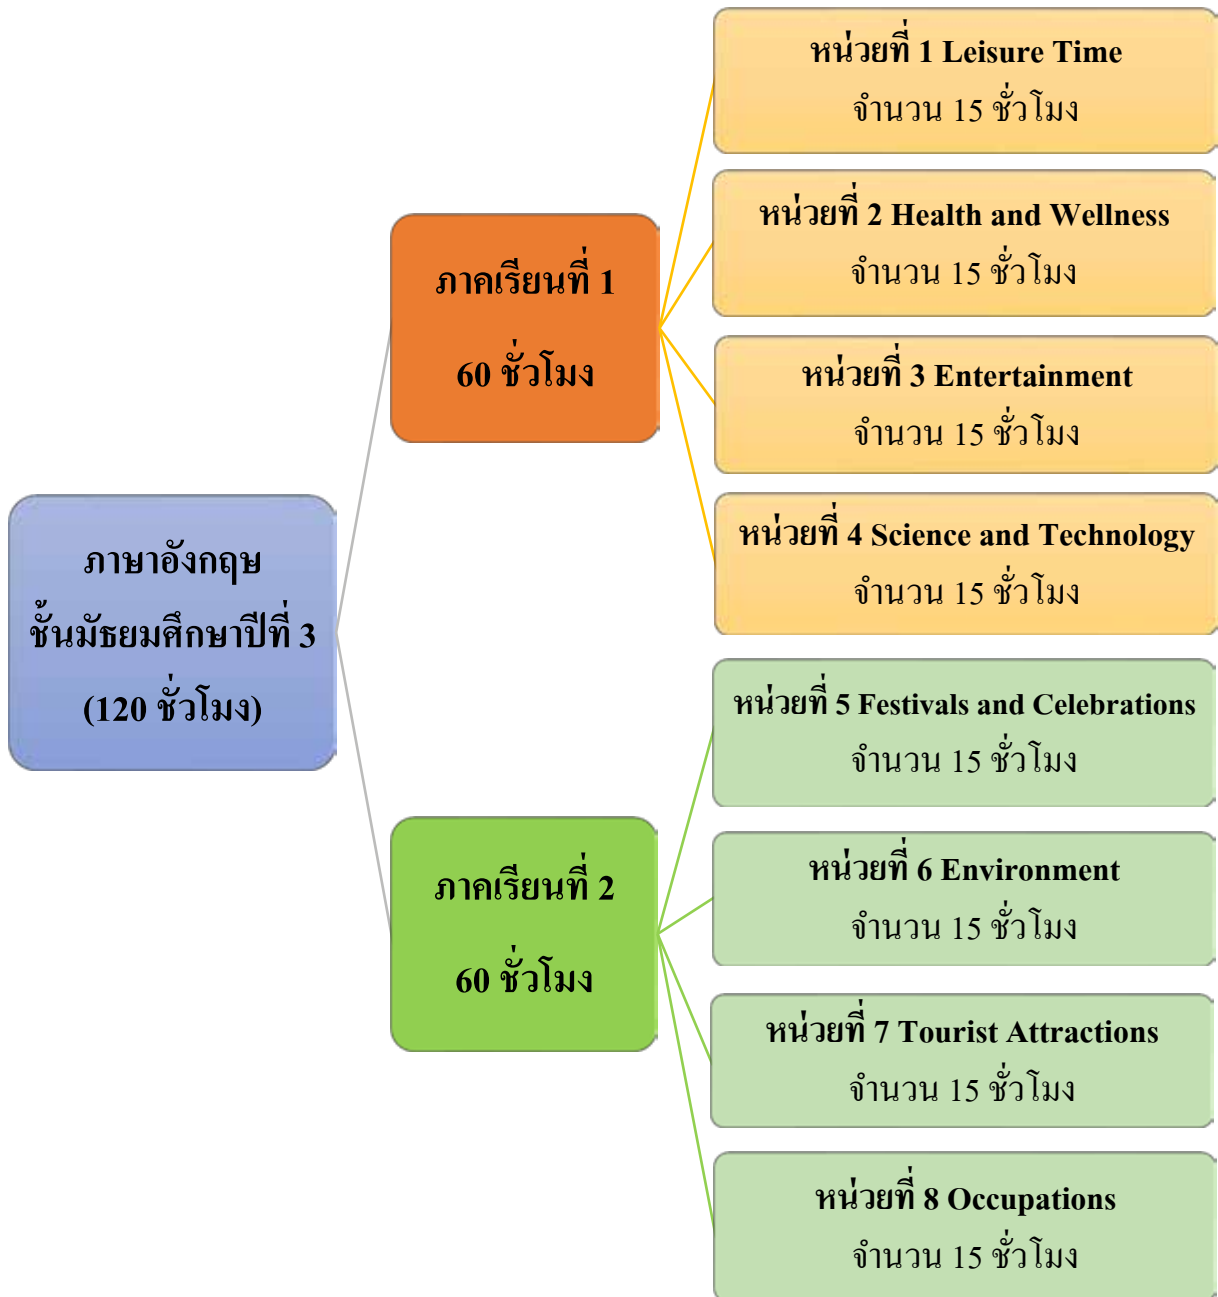 ภาษาอังกฤษ
ชั้นมัธยมศึกษาปีที่ 3
(120 ชั่วโมง)
ภาคเรียนที่ 1
60 ชั่วโมง
หน่วยที่ 1 Leisure Time
จำนวน 15 ชั่วโมง
หน่วยที่ 2 Health and Wellness
จำนวน 15 ชั่วโมง
หน่วยที่ 3 Entertainment
จำนวน 15 ชั่วโมง
หน่วยที่ 4 Science and Technology
จำนวน 15 ชั่วโมง
ภาคเรียนที่ 2
60 ชั่วโมง
หน่วยที่ 5 Festivals and Celebrations
จำนวน 15 ชั่วโมง
หน่วยที่ 6 Environment
จำนวน 15 ชั่วโมง
หน่วยที่ 7 Tourist Attractions
จำนวน 15 ชั่วโมง
หน่วยที่ 8 Occupations
จำนวน 15 ชั่วโมง